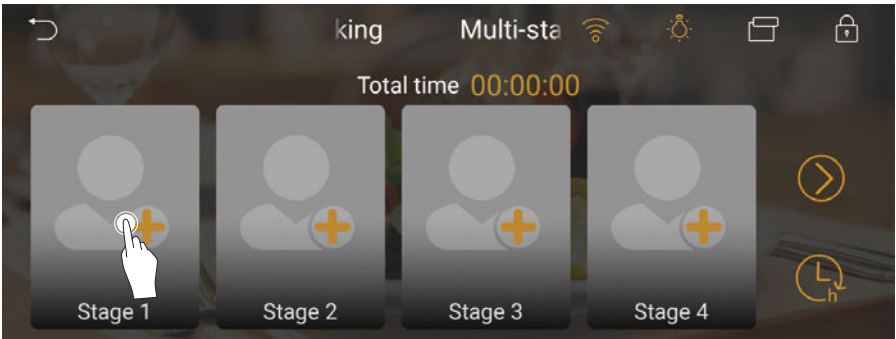 king Multi-sta
Total time 00:00:00
Stage 1 Stage 2 Stage 3 Stage 4
h